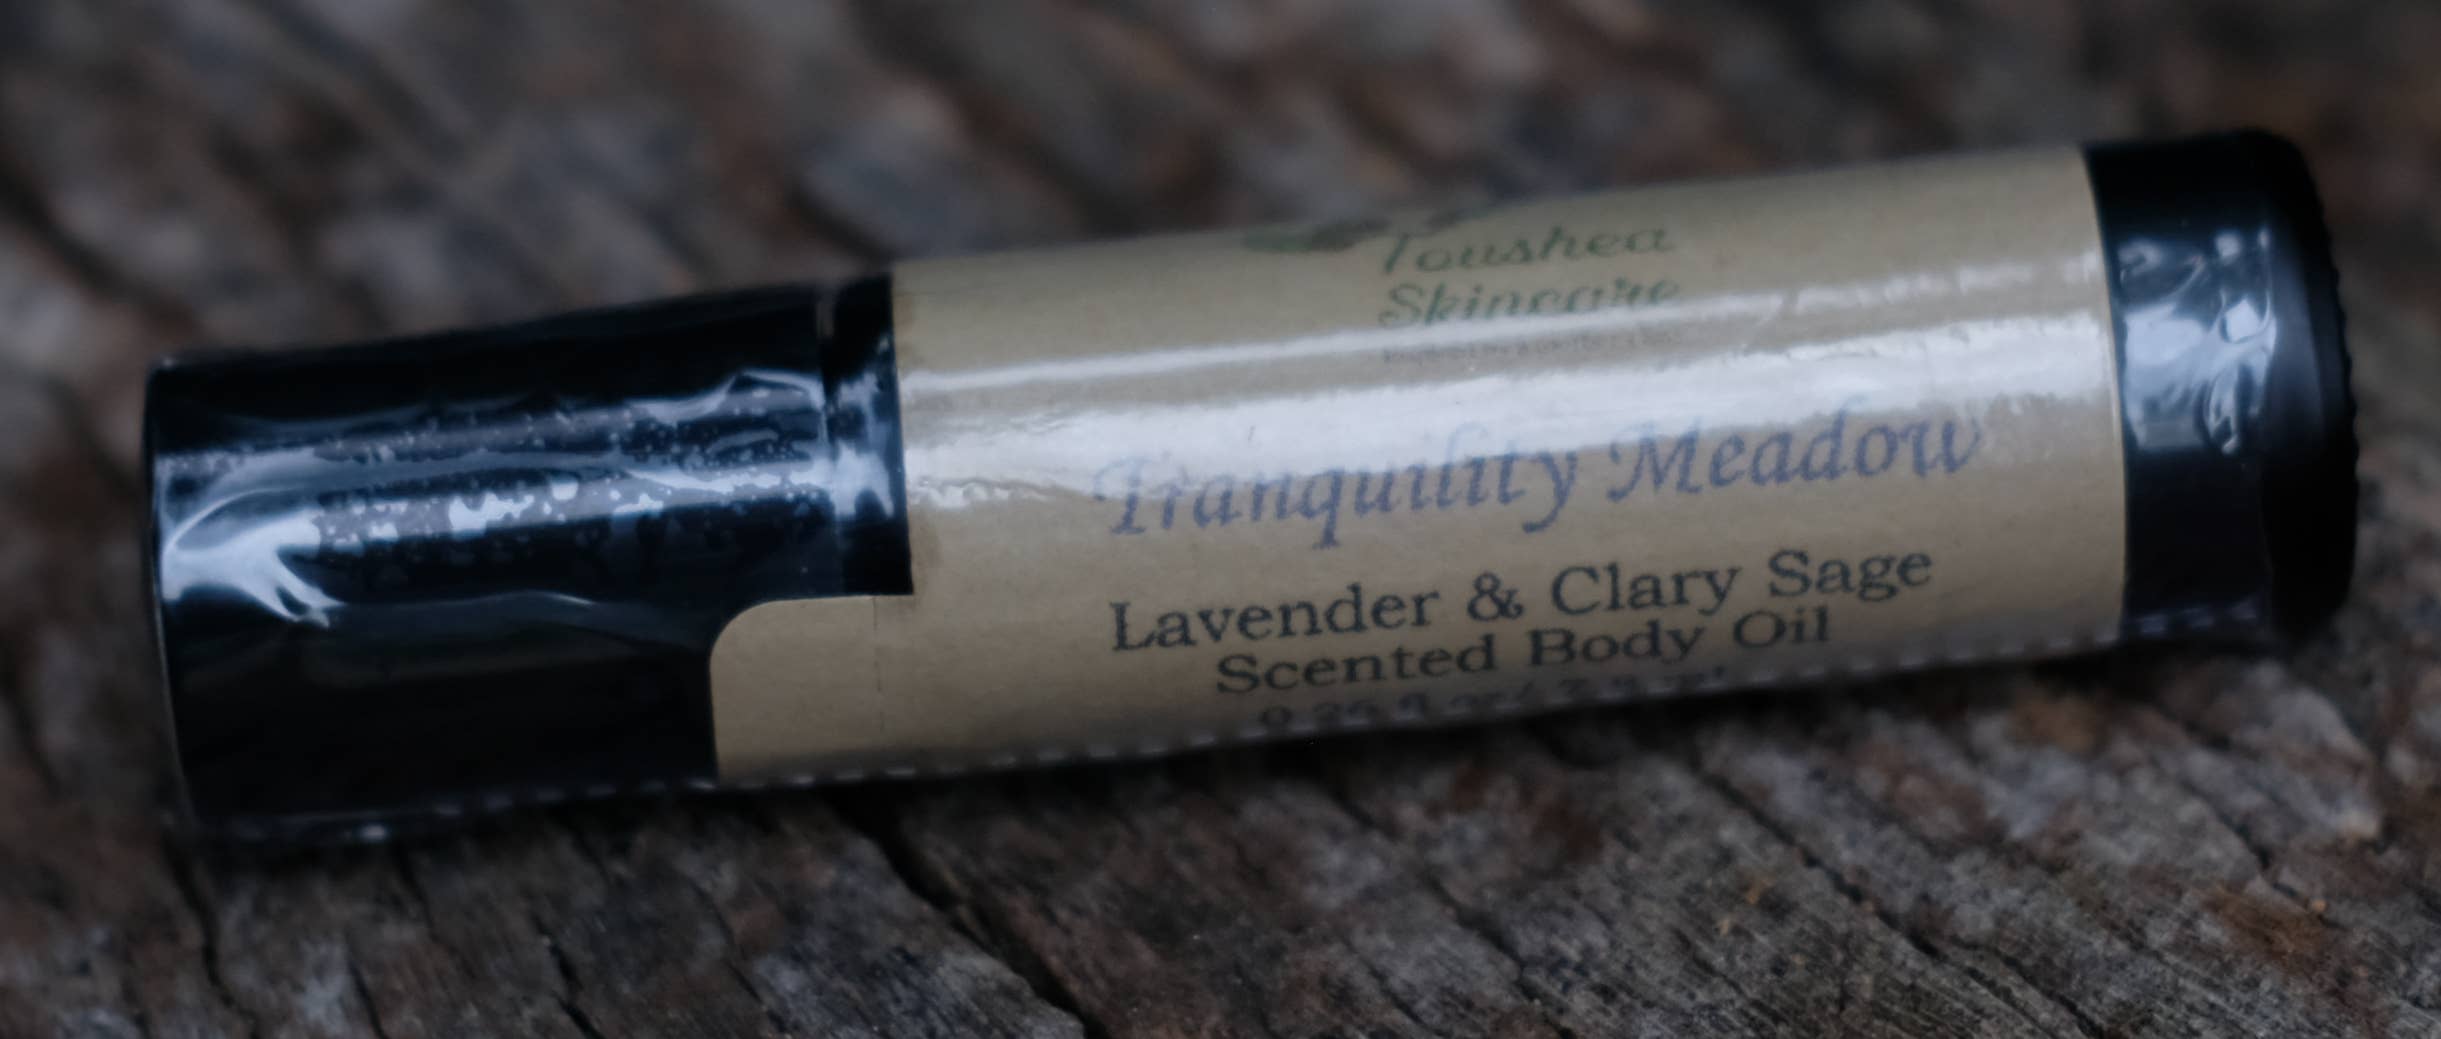 Toushea
Skincare
Tranquility Meadow
Lavender & Clary Sage
Scented Body Oil